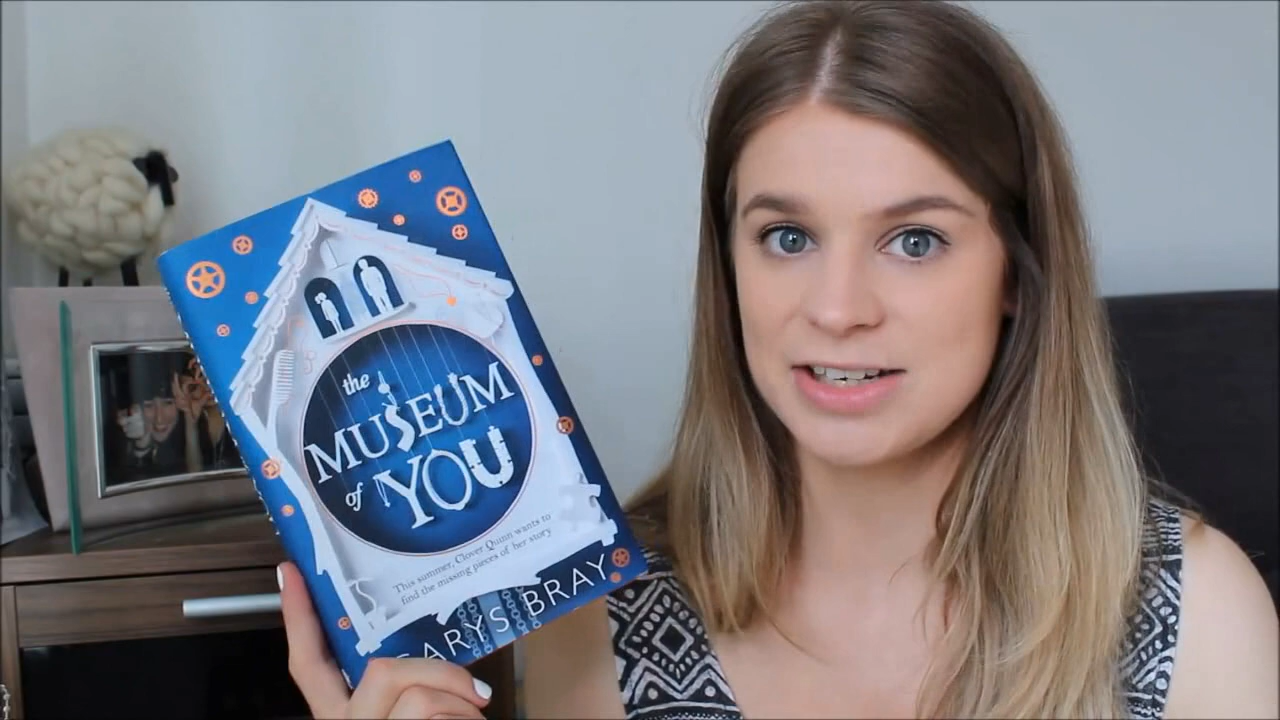 the
MUSEUM
of YOU
This summer, Clover Quinn wants to
find the missing pieces of her story
CARYS BRAY